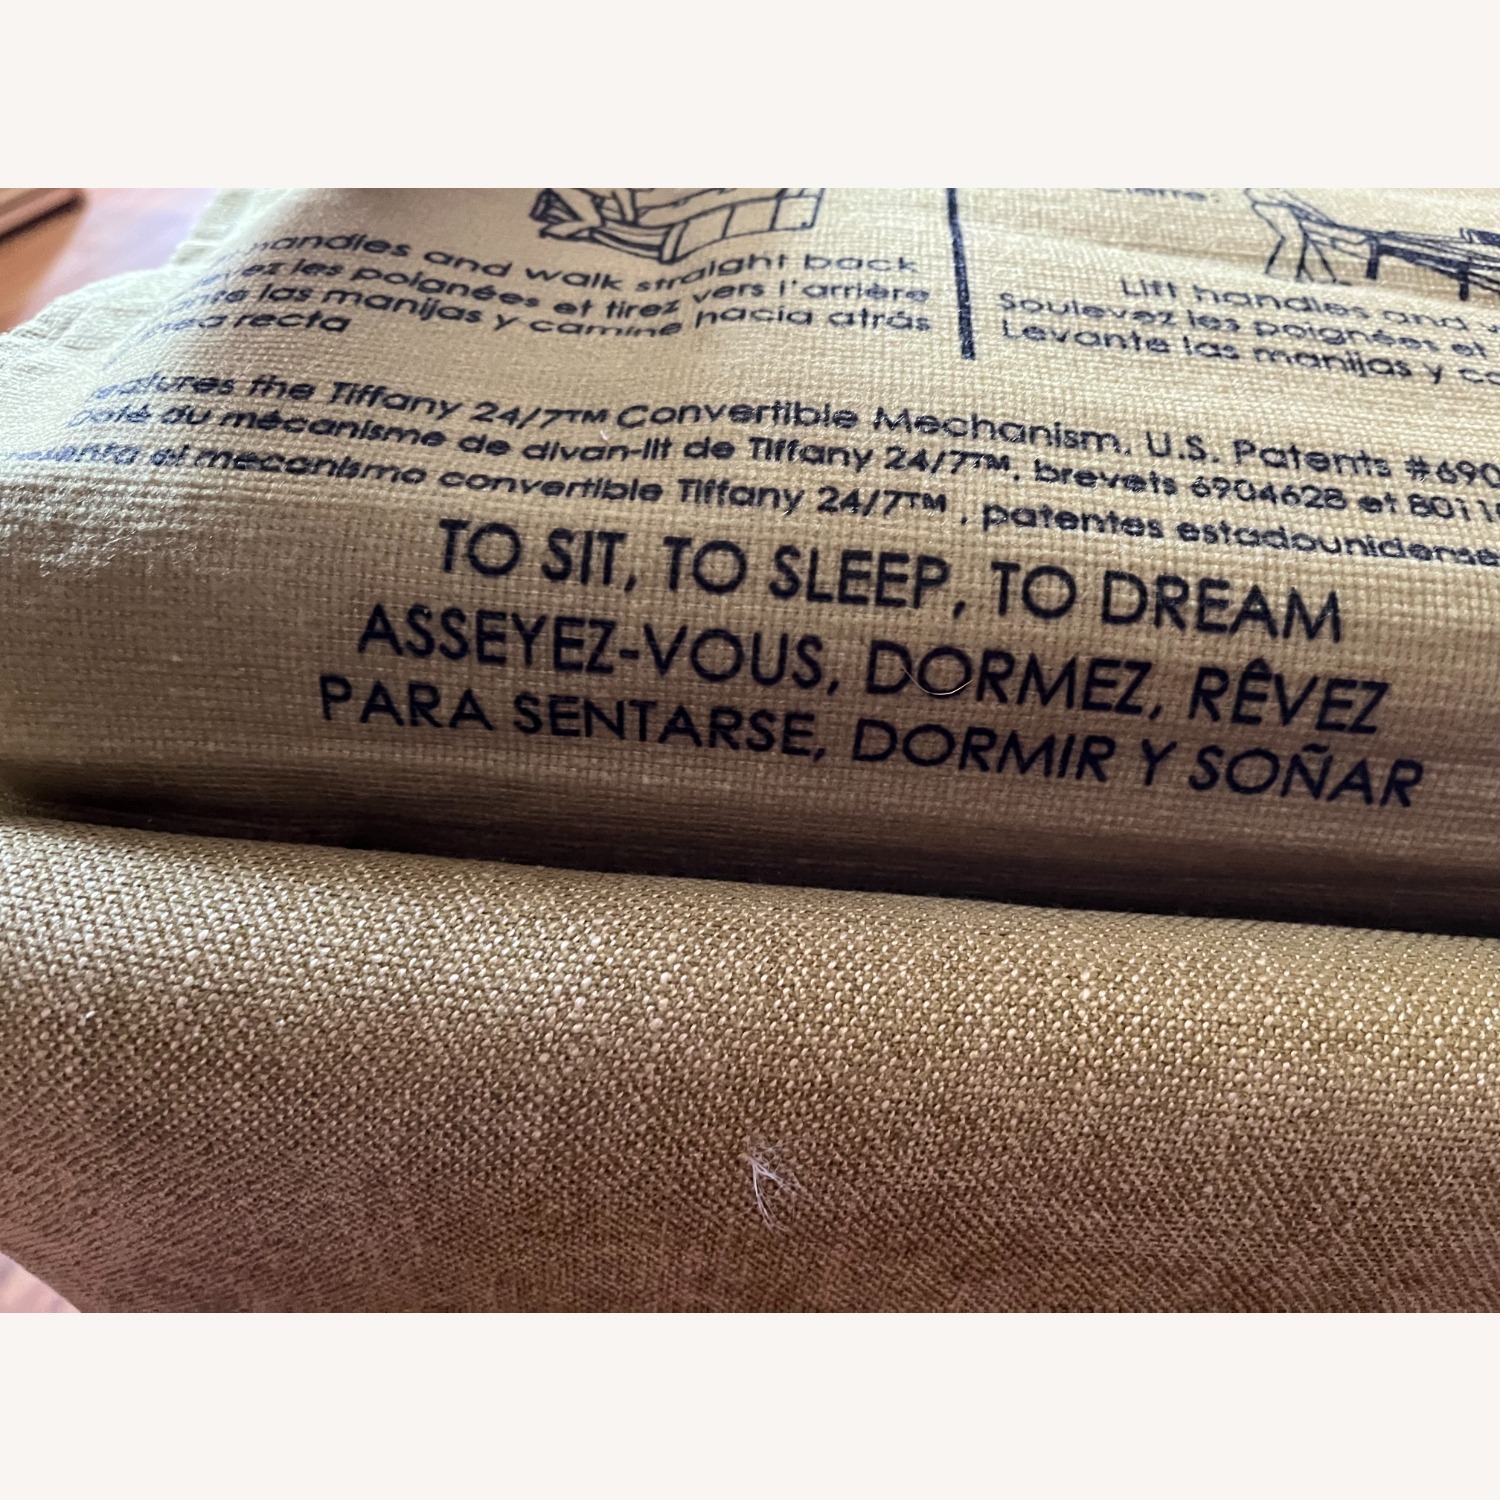 handles and walk straight back
les poignées et tirez vers l'arrière
las manijas y camine hacia atrás
recta
Lift handles and
Soulevez les poignées et
Levante las manijas y
the Tiffany 24/7™ Convertible Mechanism, U.S. Patents
du mécanisme de divan-lit de Tiffany 24/7™, brevets 6904628 et
el mecanismo convertible Tiffany 24/7™, patentes
TO SIT, TO SLEEP, TO DREAM
ASSEYEZ-VOUS, DORMEZ, RÊVEZ
PARA SENTARSE, DORMIR Y SOÑAR